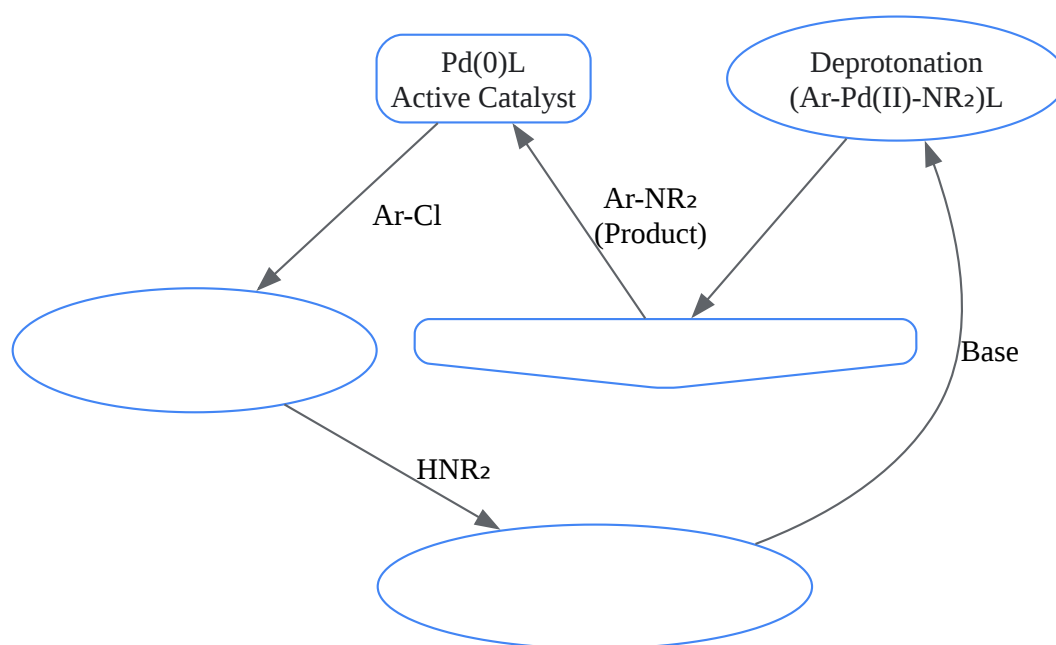 Pd(0)L
Active Catalyst
Deprotonation
(Ar-Pd(II)-NR₂)L
Ar-Cl
Ar-NR₂
(Product)
Base
HNR₂